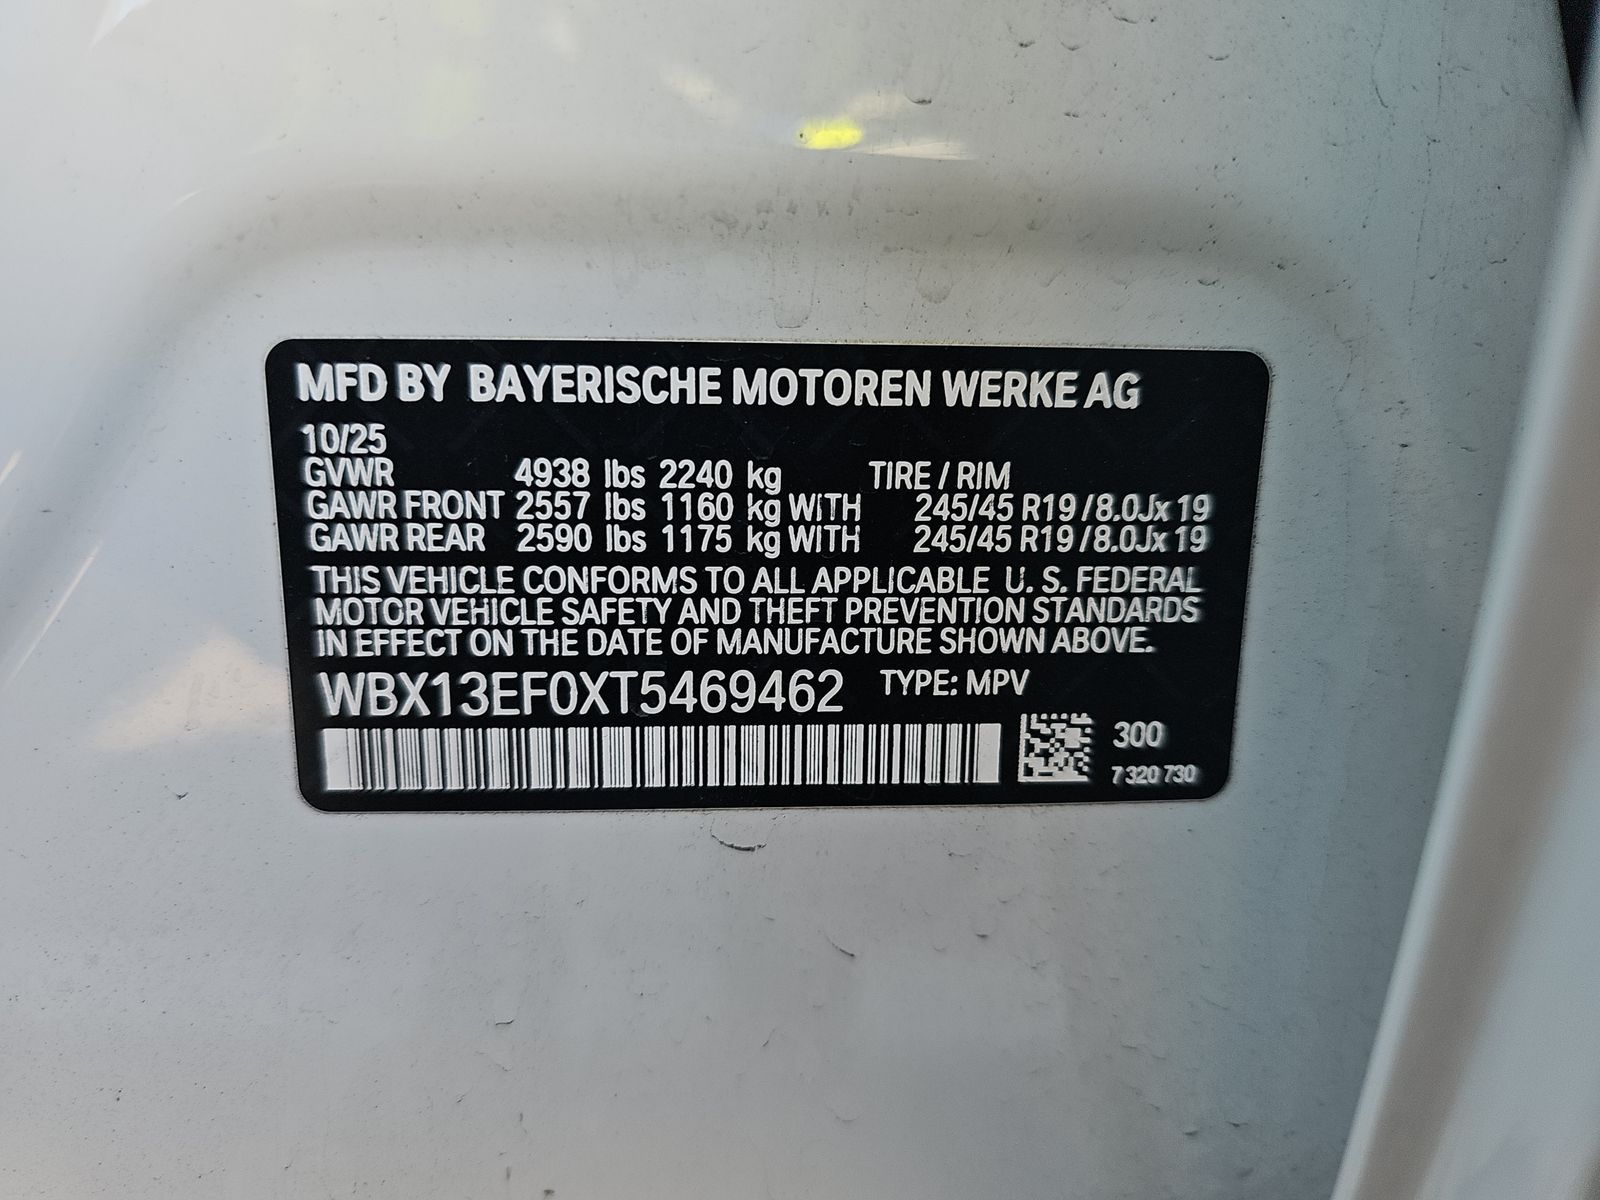 MFD BY BAYERISCHE MOTOREN WERKE AG
10/25
GVWR 4938 lbs 2240 kg TIRE / RIM
GAWR FRONT 2557 lbs 1160 kg WITH 245/45 R19 / 8.0Jx 19
GAWR REAR 2590 lbs 1175 kg WITH 245/45 R19 / 8.0Jx 19
THIS VEHICLE CONFORMS TO ALL APPLICABLE U. S. FEDERAL
MOTOR VEHICLE SAFETY AND THEFT PREVENTION STANDARDS
IN EFFECT ON THE DATE OF MANUFACTURE SHOWN ABOVE.
WBX13EF0XT5469462 TYPE: MPV
300
7 320 730